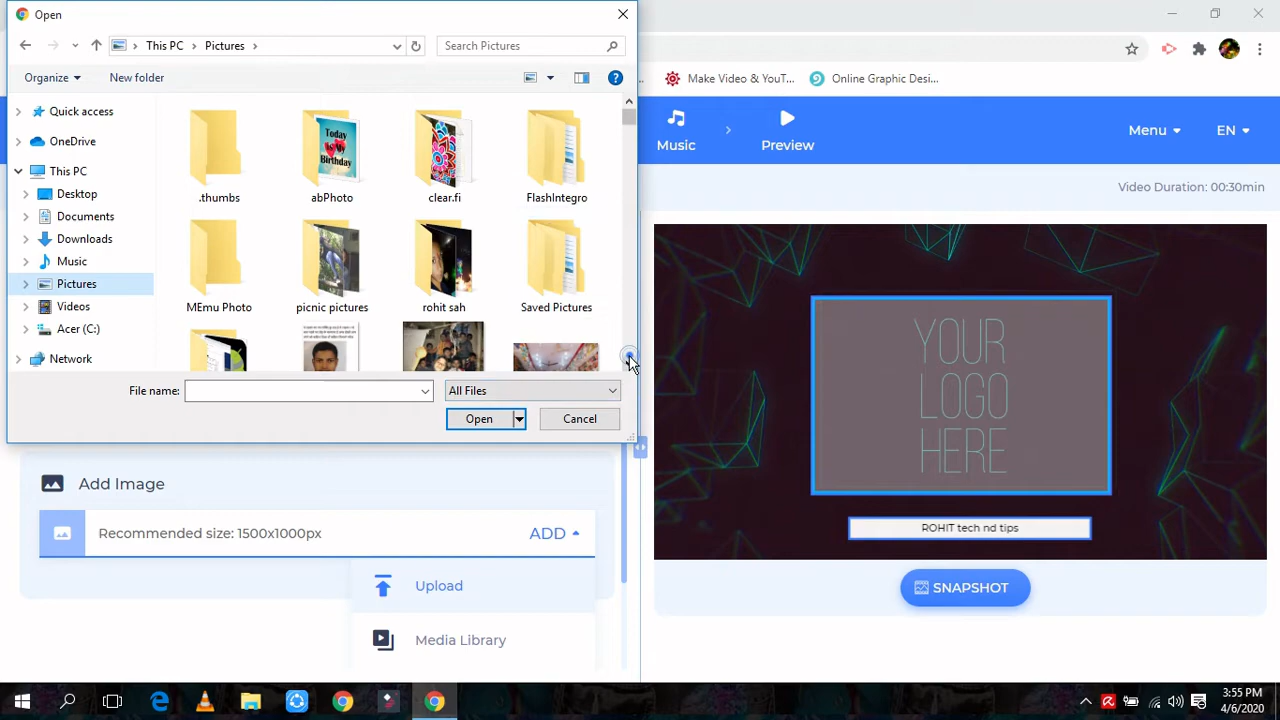 Open
This PC
Pictures
Search Pictures
Organize
New folder
Make Video & YouT...
Online Graphic Desi...
Quick access
OneDrive
This PC
Desktop
Documents
Downloads
Music
Pictures
Videos
Acer (C:)
Network
.thumbs
abPhoto
clear.fi
FlashIntegro
Today
my
Birthday
MEmu Photo
picnic pictures
rohit sah
Saved Pictures
File name:
All Files
Open
Cancel
Music
Preview
Menu
EN
Video Duration: 00:30min
YOUR
LOGO
HERE
ROHIT tech nd tips
SNAPSHOT
Add Image
Recommended size: 1500x1000px
ADD
Upload
Media Library
3:55 PM
4/6/2020